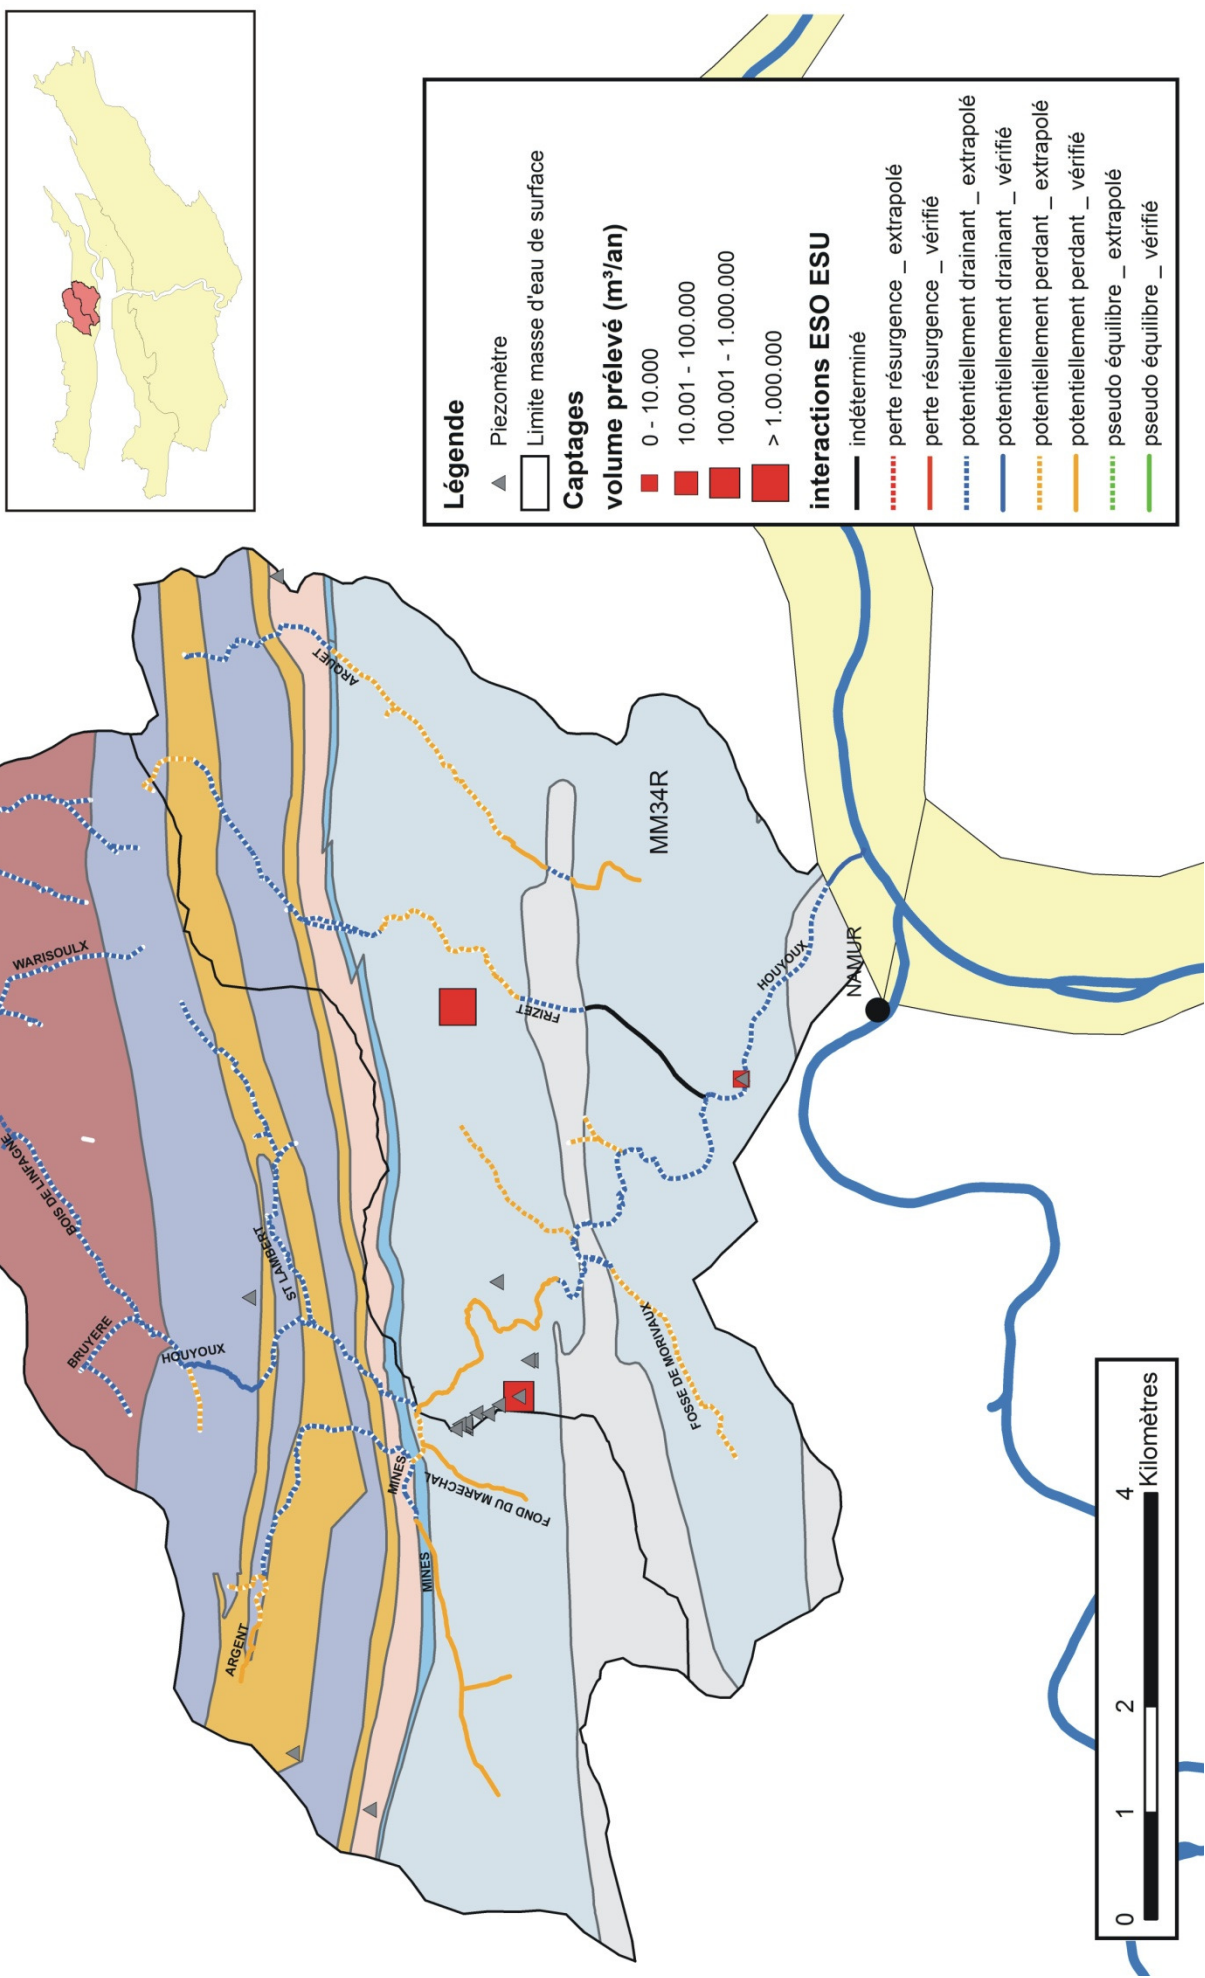 Légende
Piezomètre
Limite masse d'eau de surface
Captages
volume prélevé (m³/an)
0 - 10.000
10.001 - 100.000
100.001 - 1.000.000
> 1.000.000
interactions ESO ESU
indéterminé
perte résurgence _ extrapolé
perte résurgence _ vérifié
potentiellement drainant _ extrapolé
potentiellement drainant _ vérifié
potentiellement perdant _ extrapolé
potentiellement perdant _ vérifié
pseudo équilibre _ extrapolé
pseudo équilibre _ vérifié
WARISOULX
BOIS DE LINFAGNE
BRUYERE
HOUYOUX
ST LAMBERT
ARGENT
MINES
MINES
FOND DU MARECHAL
FOSSE DE MORIVAUX
ARQUET
FRIZET
HOUYOUX
MM34R
NAMUR
0 1 2 4
Kilomètres